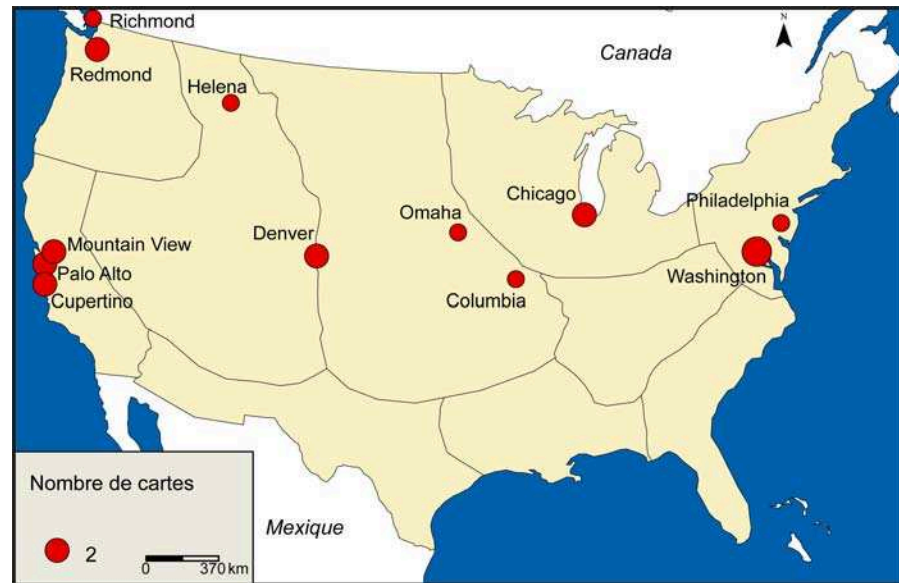 Richmond
N
Canada
Redmond
Helena
Chicago
Philadelphia
Omaha
Denver
Mountain View
Palo Alto
Washington
Columbia
Cupertino
Nombre de cartes
2
0 370 km
Mexique